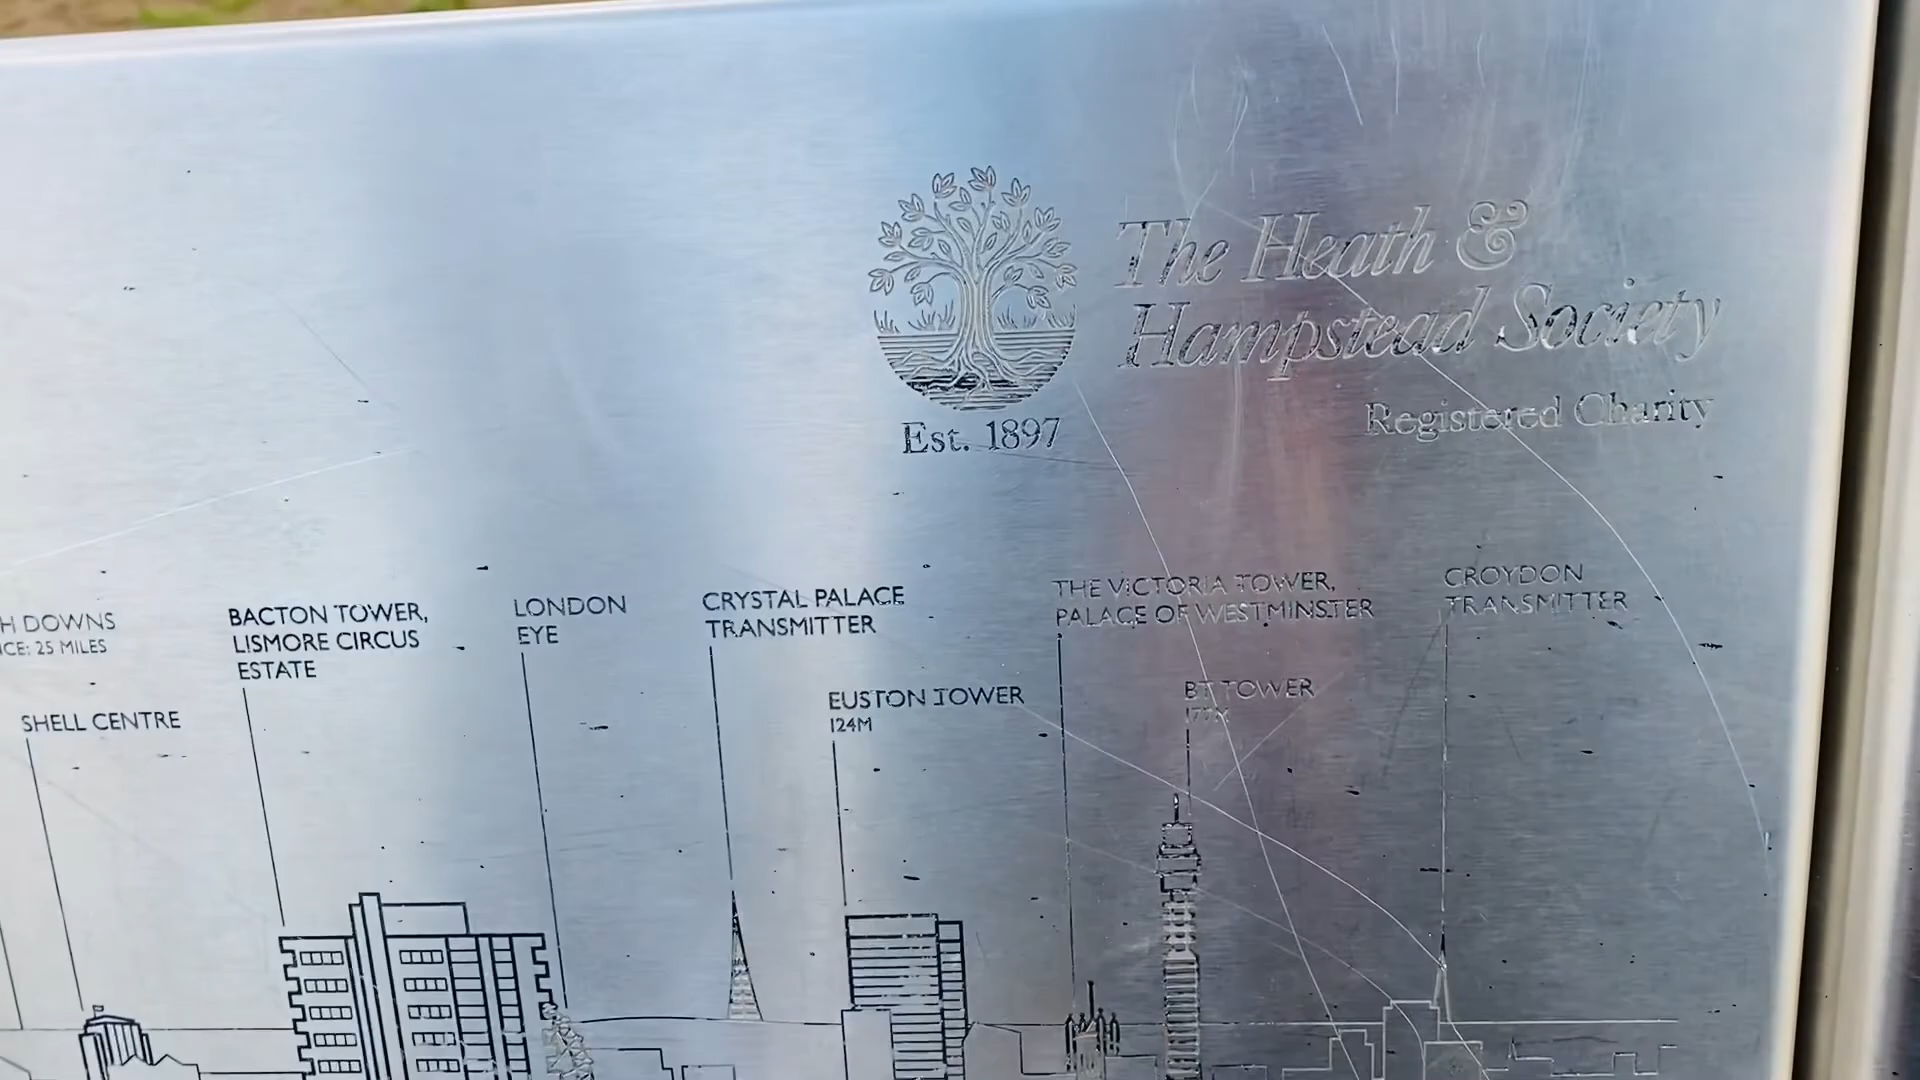 The Heath &
Hampstead Society
Registered Charity
Est. 1897
H DOWNS
CE: 25 MILES
SHELL CENTRE
BACTON TOWER,
LISMORE CIRCUS
ESTATE
LONDON
EYE
CRYSTAL PALACE
TRANSMITTER
EUSTON TOWER
124M
THE VICTORIA TOWER,
PALACE OF WESTMINSTER
BT TOWER
177M
CROYDON
TRANSMITTER